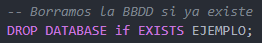 -- Borramos la BBDD si ya existe
DROP DATABASE if EXISTS EJEMPLO;